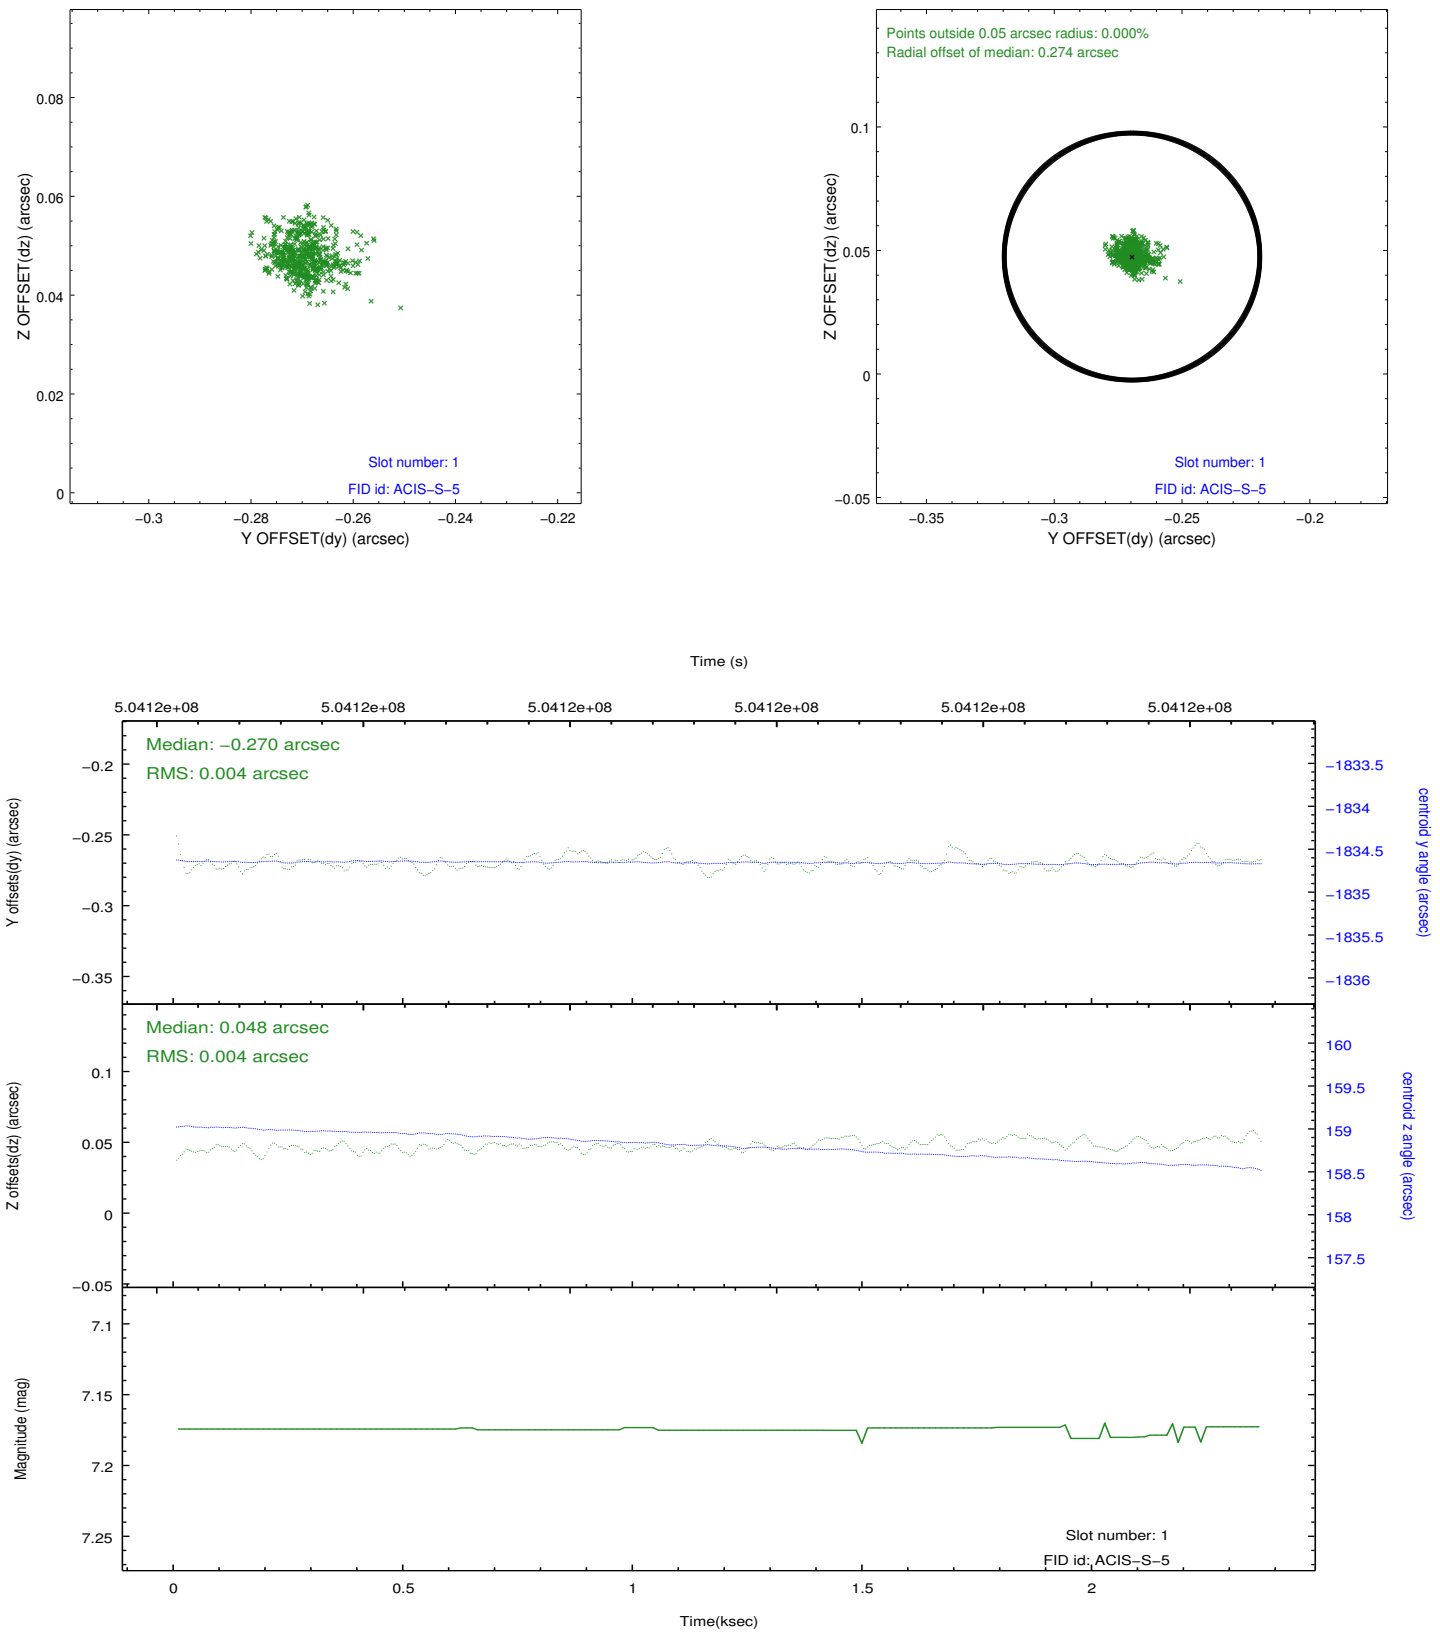 Points outside 0.05 arcsec radius: 0.000%
Radial offset of median: 0.274 arcsec
0.08
0.06
0.04
0.02
0
Z OFFSET(dz) (arcsec)
Slot number: 1
FID id: ACIS−S−5
−0.3
−0.28
−0.26
−0.24
−0.22
Y OFFSET(dy) (arcsec)
0.1
0.05
0
−0.05
Z OFFSET(dz) (arcsec)
Slot number: 1
FID id: ACIS−S−5
−0.35
−0.3
−0.25
−0.2
Y OFFSET(dy) (arcsec)
Time (s)
5.0412e+08
5.0412e+08
5.0412e+08
5.0412e+08
5.0412e+08
5.0412e+08
Median: −0.270 arcsec
RMS: 0.004 arcsec
−0.2
−0.25
−0.3
−0.35
Y offsets(dy) (arcsec)
−1833.5
−1834
−1834.5
−1835
−1835.5
−1836
centroid y angle (arcsec)
Median: 0.048 arcsec
RMS: 0.004 arcsec
0.1
0.05
0
−0.05
Z offsets(dz) (arcsec)
160
159.5
159
158.5
158
157.5
centroid z angle (arcsec)
7.1
7.15
7.2
7.25
Magnitude (mag)
Slot number: 1
FID id: ACIS−S−5
0
0.5
1
1.5
2
Time(ksec)